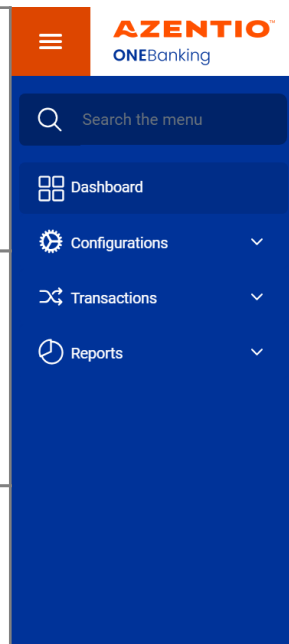 AZENTIO™
ONEBanking
Search the menu
Dashboard
Configurations
Transactions
Reports